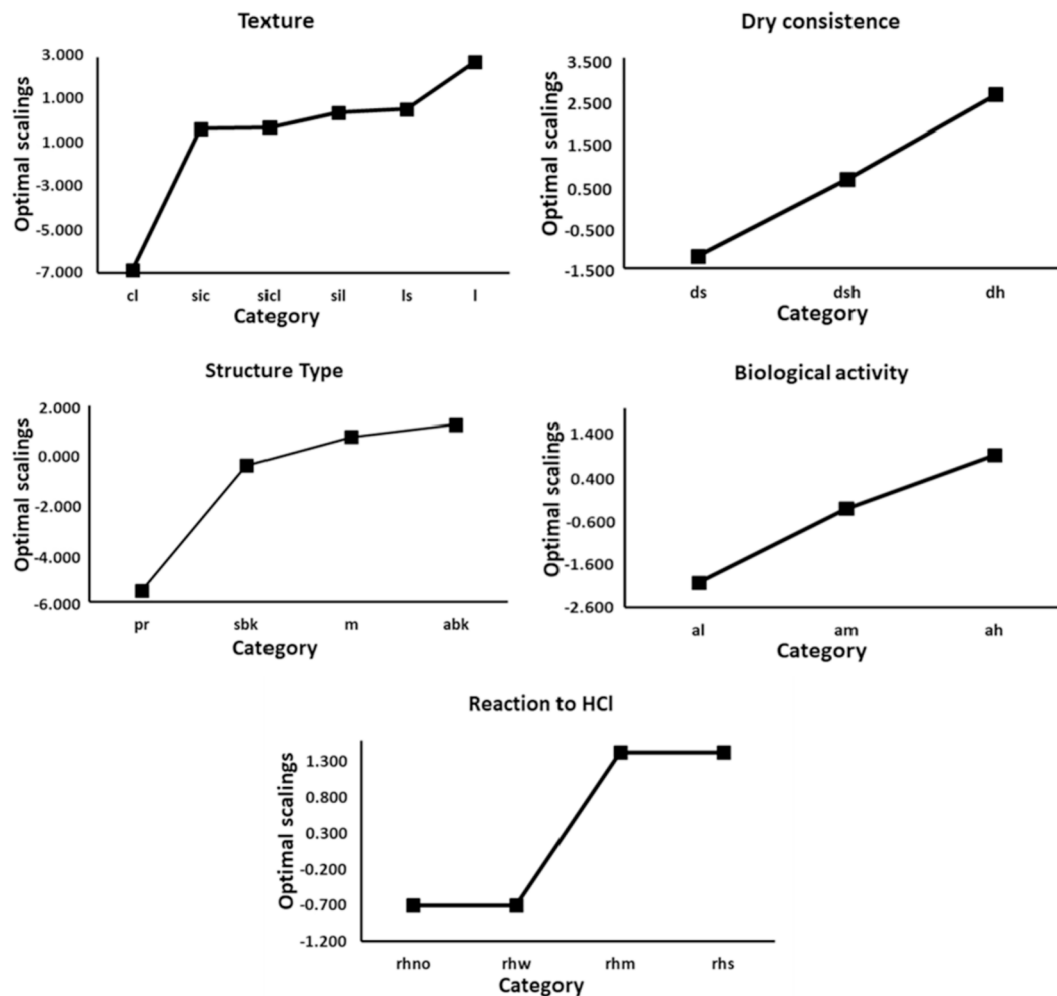 Texture
Optimal scalings
3.000
1.000
1.000
-3.000
-5.000
-7.000
cl sic sicl sil ls l
Category
Dry consistence
Optimal scalings
3.500
2.500
1.500
0.500
-0.500
-1.500
ds dsh dh
Category
Structure Type
Optimal scalings
2.000
0.000
-2.000
-4.000
-6.000
pr sbk m abk
Category
Biological activity
Optimal scalings
1.400
0.400
-0.600
-1.600
-2.600
al am ah
Category
Reaction to HCl
Optimal scalings
1.300
0.800
0.300
-0.200
-0.700
-1.200
rhno rhw rhm rhs
Category